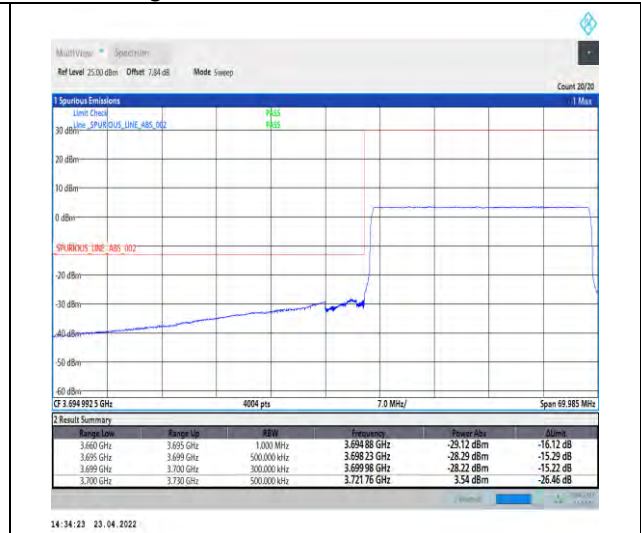 MultiView Spectrum
Ref Level 25.00 dBm Offset 7.84 dB Mode Sweep
Count 20/20
1 Spurious Emissions 1 Max
Limit Check PASS
Line _SPURIOUS_LINE_ABS_002 PASS
30 dBm
20 dBm
10 dBm
0 dBm
_SPURIOUS_LINE_ABS_002
-20 dBm
-30 dBm
-40 dBm
-50 dBm
-60 dBm
CF 3.694 992 5 GHz 4004 pts 7.0 MHz/ Span 69.985 MHz
2 Result Summary
Range Low Range Up RBW Frequency Power Abs ΔLimit
3.660 GHz 3.695 GHz 1.000 MHz 3.694 88 GHz -29.12 dBm -16.12 dB
3.695 GHz 3.699 GHz 500.000 kHz 3.698 23 GHz -28.29 dBm -15.29 dB
3.699 GHz 3.700 GHz 300.000 kHz 3.699 98 GHz -28.22 dBm -15.22 dB
3.700 GHz 3.730 GHz 500.000 kHz 3.721 76 GHz 3.54 dBm -26.46 dB
14:34:23 23.04.2022